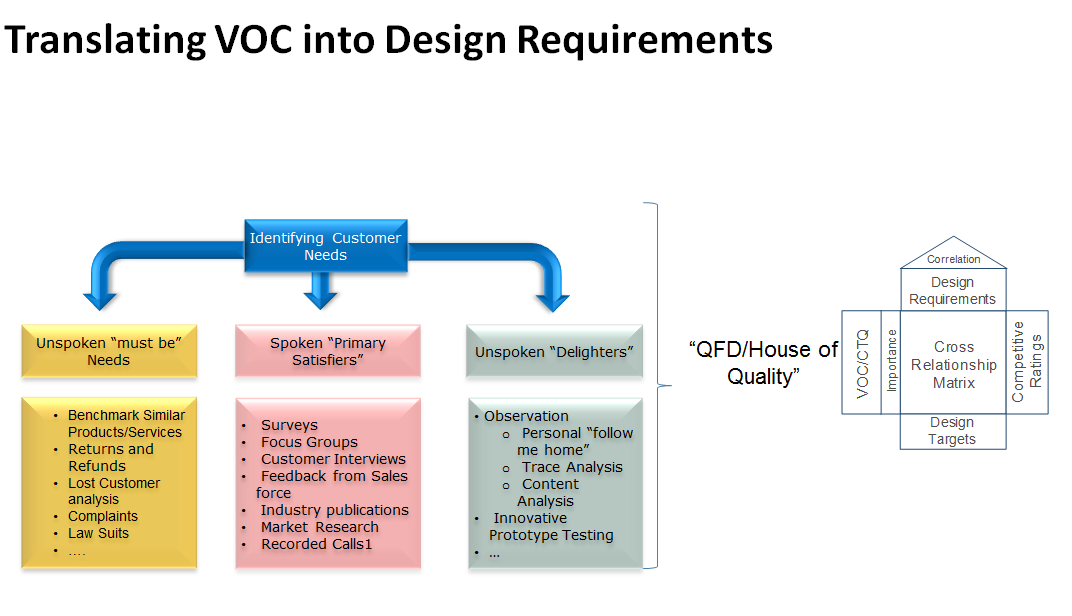 Translating VOC into Design Requirements
Identifying Customer
Needs
Unspoken “must be”
Needs
Spoken “Primary
Satisfiers”
Unspoken “Delighters”
• Benchmark Similar
Products/Services
• Returns and
Refunds
• Lost Customer
analysis
• Complaints
• Law Suits
• ….
• Surveys
• Focus Groups
• Customer Interviews
• Feedback from Sales
force
• Industry publications
• Market Research
• Recorded Calls1
• Observation
o Personal “follow
me home”
o Trace Analysis
o Content
Analysis
• Innovative
Prototype Testing
• …
“QFD/House of
Quality”
Correlation
Design
Requirements
VOC/CTQ
Importance
Cross
Relationship
Matrix
Competitive
Ratings
Design
Targets